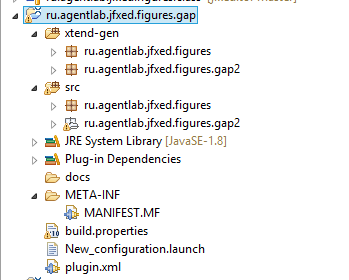 ru.agentlab.jfxed.figures.gap
xtend-gen
ru.agentlab.jfxed.figures
ru.agentlab.jfxed.figures.gap2
src
ru.agentlab.jfxed.figures
ru.agentlab.jfxed.figures.gap2
JRE System Library [JavaSE-1.8]
Plug-in Dependencies
docs
META-INF
MANIFEST.MF
build.properties
New_configuration.launch
plugin.xml